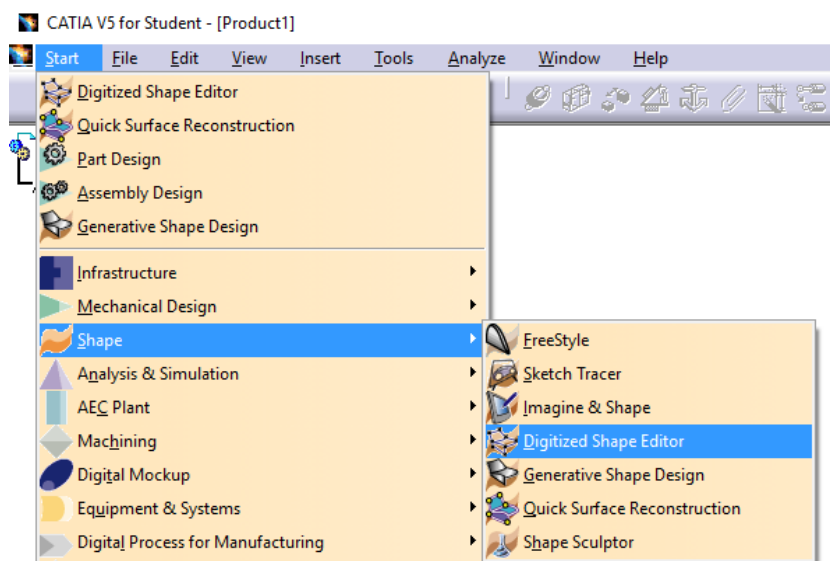 CATIA V5 for Student - [Product1]
Start File Edit View Insert Tools Analyze Window Help
Digitized Shape Editor
Quick Surface Reconstruction
Part Design
Assembly Design
Generative Shape Design
Infrastructure
Mechanical Design
Shape
Analysis & Simulation
AEC Plant
Machining
Digital Mockup
Equipment & Systems
Digital Process for Manufacturing
FreeStyle
Sketch Tracer
Imagine & Shape
Digitized Shape Editor
Generative Shape Design
Quick Surface Reconstruction
Shape Sculptor